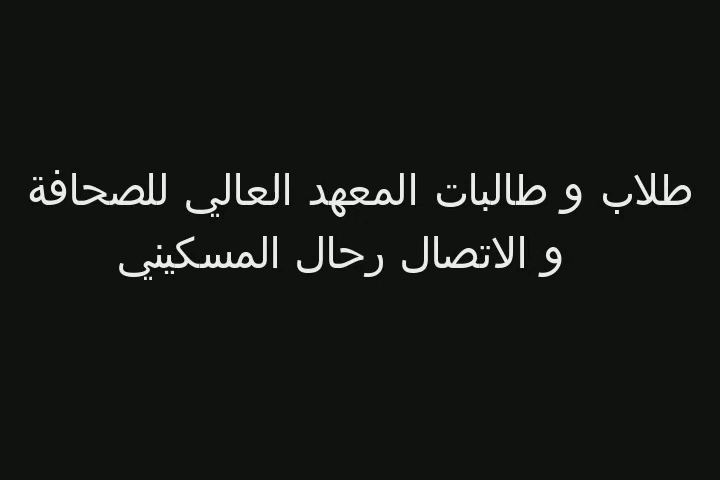 طلاب و طالبات المعهد العالي للصحافة
و الاتصال رحال المسكيني